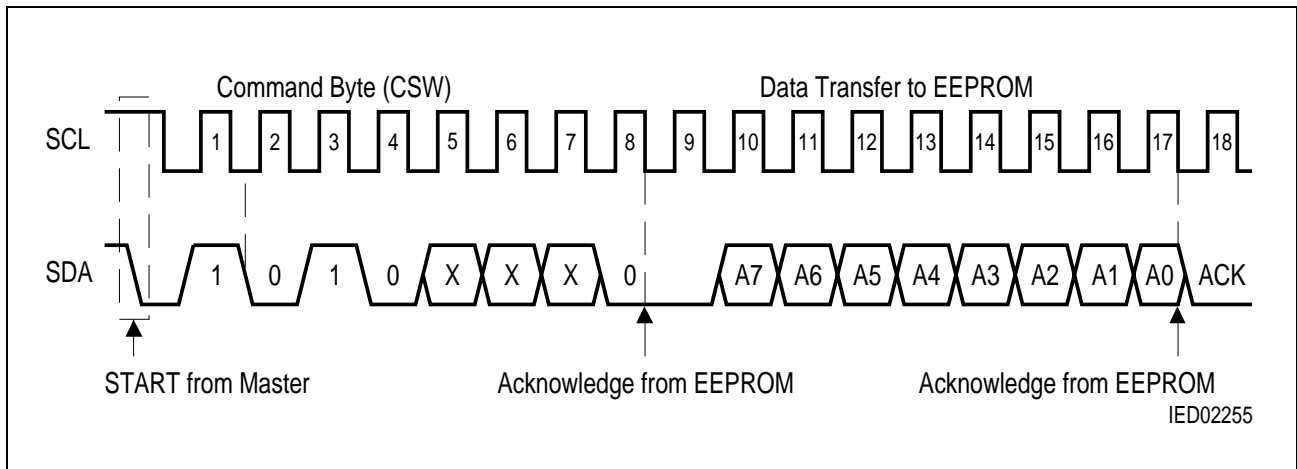 Command Byte (CSW) Data Transfer to EEPROM
SCL 1 2 3 4 5 6 7 8 9 10 11 12 13 14 15 16 17 18
SDA 1 0 1 0 X X X 0 A7 A6 A5 A4 A3 A2 A1 A0 ACK
START from Master Acknowledge from EEPROM Acknowledge from EEPROM
IED02255